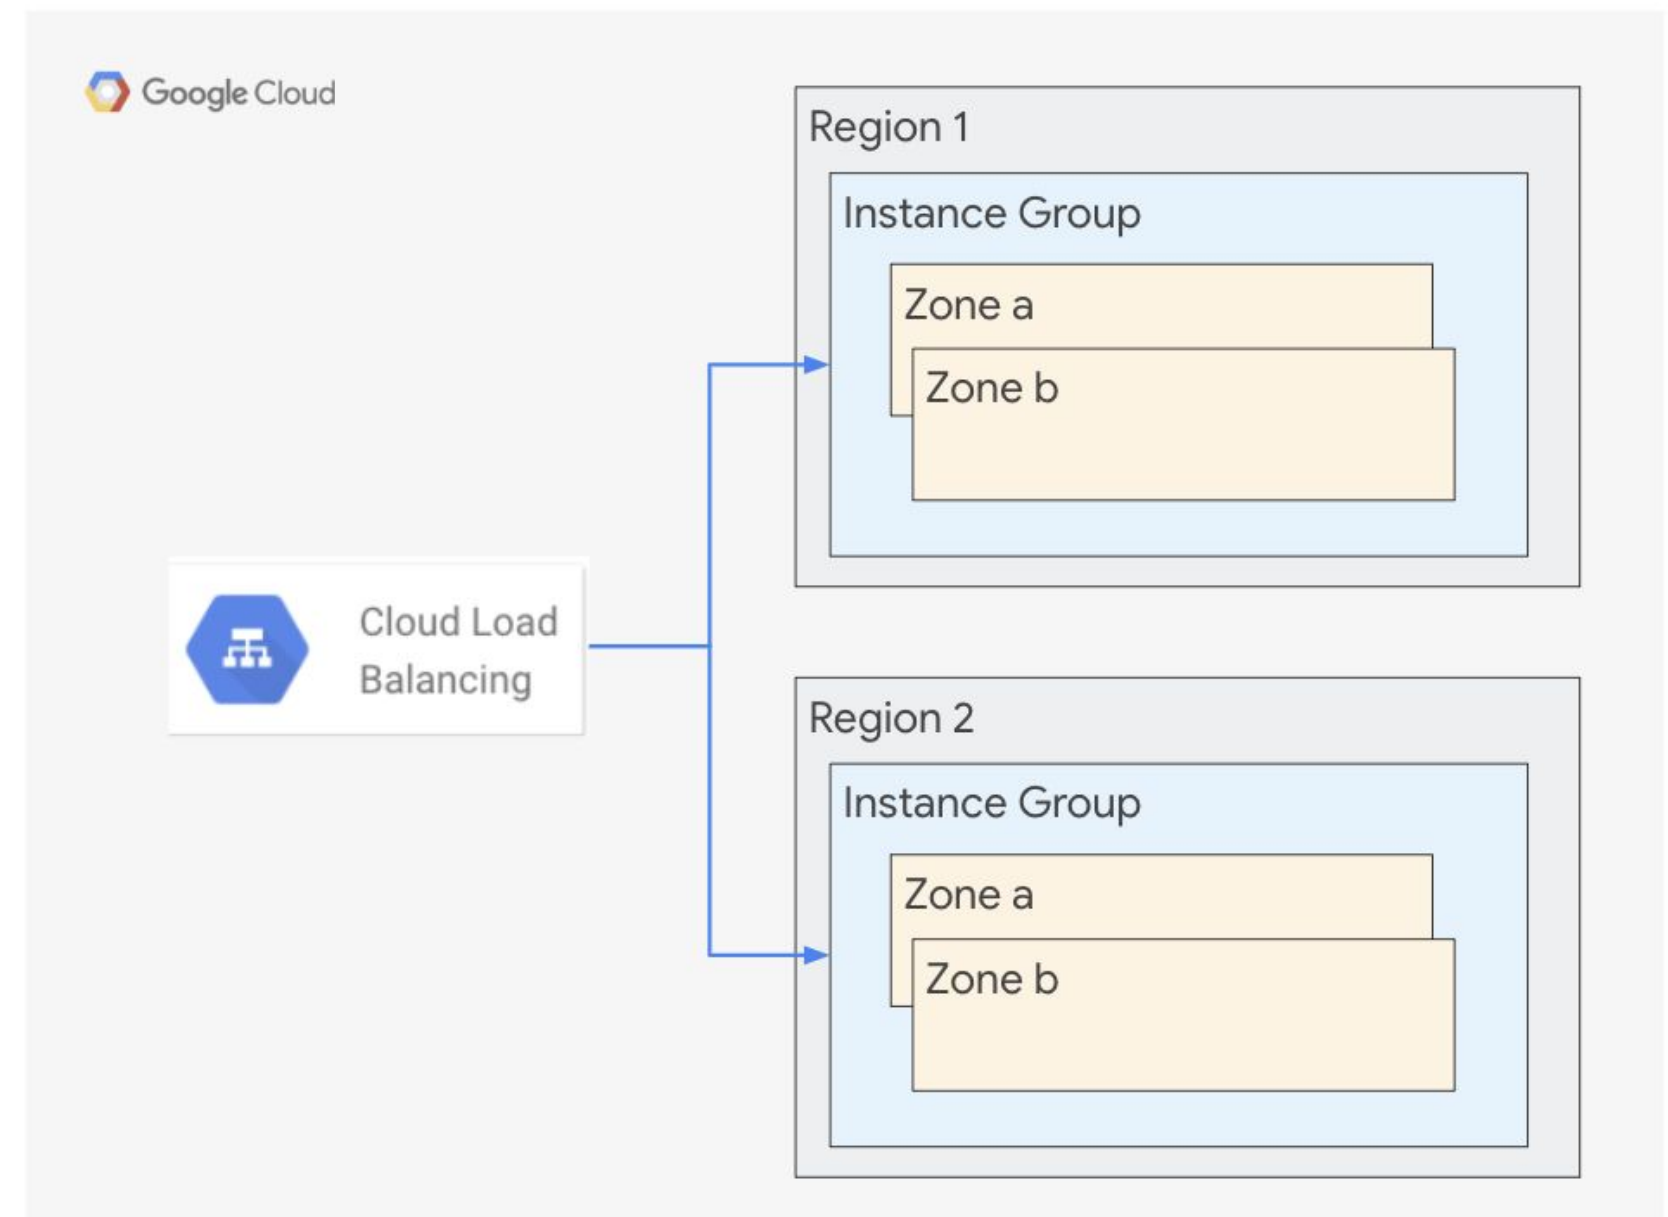 Google Cloud
Region 1
Instance Group
Zone a
Zone b
Cloud Load
Balancing
Region 2
Instance Group
Zone a
Zone b